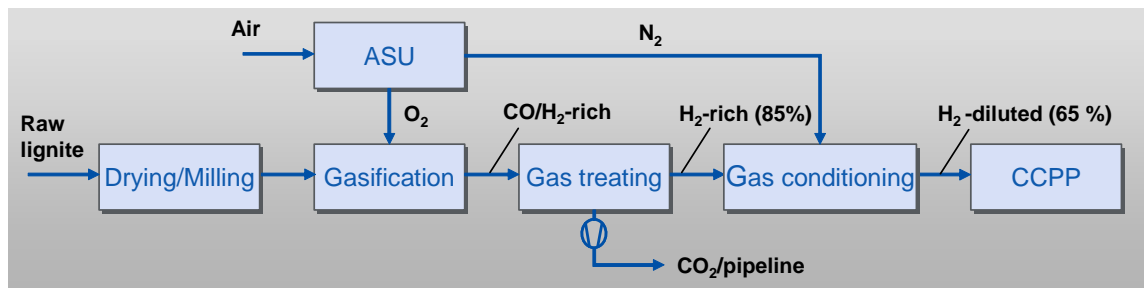 Air
ASU
N₂
O₂
CO/H₂-rich
H₂-rich (85%)
H₂-diluted (65 %)
Raw
lignite
Drying/Milling
Gasification
Gas treating
Gas conditioning
CCPP
CO₂/pipeline